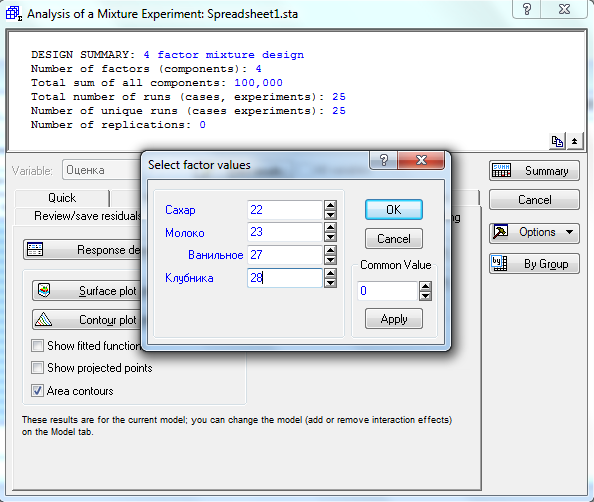 Analysis of a Mixture Experiment: Spreadsheet1.sta
DESIGN SUMMARY: 4 factor mixture design
Number of factors (components): 4
Total sum of all components: 100,000
Total number of runs (cases, experiments): 25
Number of unique runs (cases experiments): 25
Number of replications: 0
Variable: Оценка
Summary
Quick
Cancel
Review/save residuals
Options
By Group
Response de
Surface plot
Contour plot
Show fitted function
Show projected points
Area contours
These results are for the current model; you can change the model (add or remove interaction effects)
on the Model tab.
Select factor values
Сахар 22
Молоко 23
Ванильное 27
Клубника 28
OK
Cancel
Common Value
0
Apply